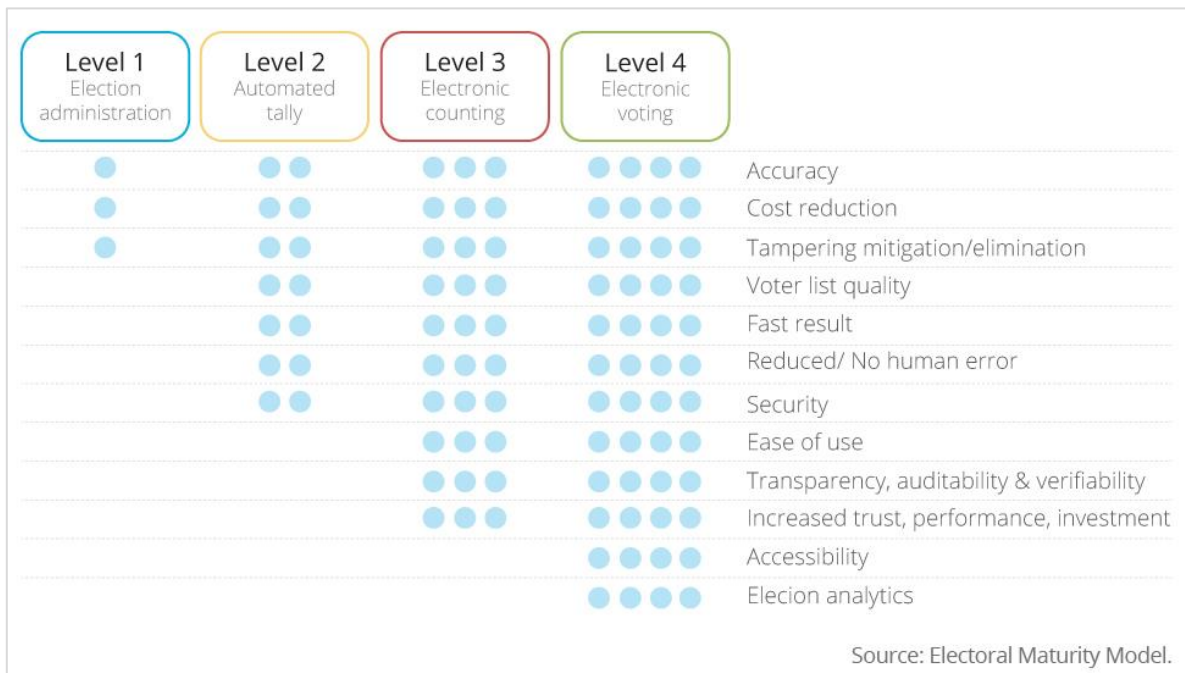 Level 1
Election
administration
Level 2
Automated
tally
Level 3
Electronic
counting
Level 4
Electronic
voting
Accuracy
Cost reduction
Tampering mitigation/elimination
Voter list quality
Fast result
Reduced/ No human error
Security
Ease of use
Transparency, auditability & verifiability
Increased trust, performance, investment
Accessibility
Elecion analytics
Source: Electoral Maturity Model.